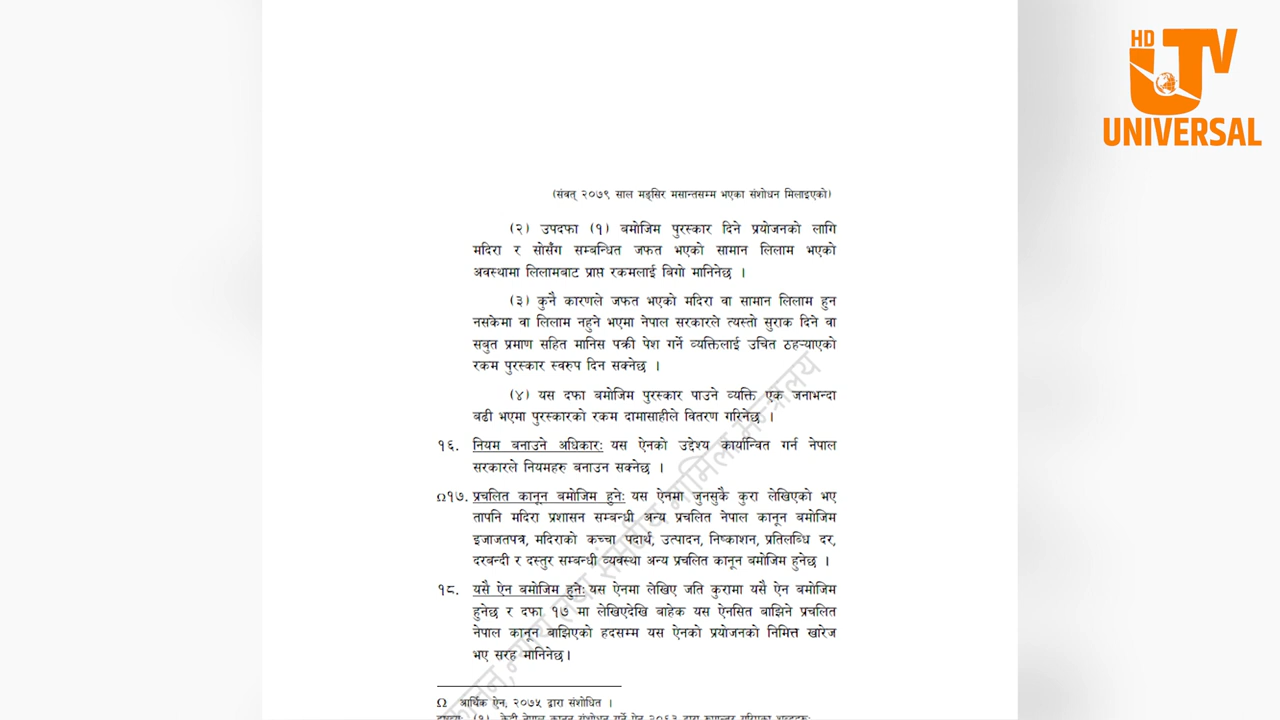 HD
UTV
UNIVERSAL
(संवत् २०७९ साल मङ्सिर मसान्तसम्म भएका संशोधन मिलाइएको)
(२) उपदफा (१) बमोजिम पुरस्कार दिने प्रयोजनको लागि
मदिरा र सोसँग सम्बन्धित जफत भएको सामान लिलाम भएको
अवस्थामा लिलामबाट प्राप्त रकमलाई बिगो मानिनेछ ।
(३) कुनै कारणले जफत भएको मदिरा वा सामान लिलाम हुन
नसकेमा वा लिलाम नहुने भएमा नेपाल सरकारले त्यस्तो सुराक दिने वा
सबुत प्रमाण सहित मानिस पक्री पेश गर्ने व्यक्तिलाई उचित ठहऱ्याएको
रकम पुरस्कार स्वरुप दिन सक्नेछ ।
(४) यस दफा बमोजिम पुरस्कार पाउने व्यक्ति एक जनाभन्दा
बढी भएमा पुरस्कारको रकम दामासाहीले वितरण गरिनेछ ।
१६. नियम बनाउने अधिकारः यस ऐनको उद्देश्य कार्यान्वित गर्न नेपाल
सरकारले नियमहरु बनाउन सक्नेछ ।
Ω१७. प्रचलित कानून बमोजिम हुनेः यस ऐनमा जुनसुकै कुरा लेखिएको भए
तापनि मदिरा प्रशासन सम्बन्धी अन्य प्रचलित नेपाल कानून बमोजिम
इजाजतपत्र, मदिराको कच्चा पदार्थ, उत्पादन, निष्काशन, प्रतिलब्धि दर,
दरबन्दी र दस्तुर सम्बन्धी व्यवस्था अन्य प्रचलित कानून बमोजिम हुनेछ ।
१८. यसै ऐन बमोजिम हुनेः यस ऐनमा लेखिए जति कुरामा यसै ऐन बमोजिम
हुनेछ र दफा १७ मा लेखिएदेखि बाहेक यस ऐनसित बाझिने प्रचलित
नेपाल कानून बाझिएको हदसम्म यस ऐनको प्रयोजनको निमित्त खारेज
भए सरह मानिनेछ।
Ω आर्थिक ऐन, २०७५ द्वारा संशोधित ।